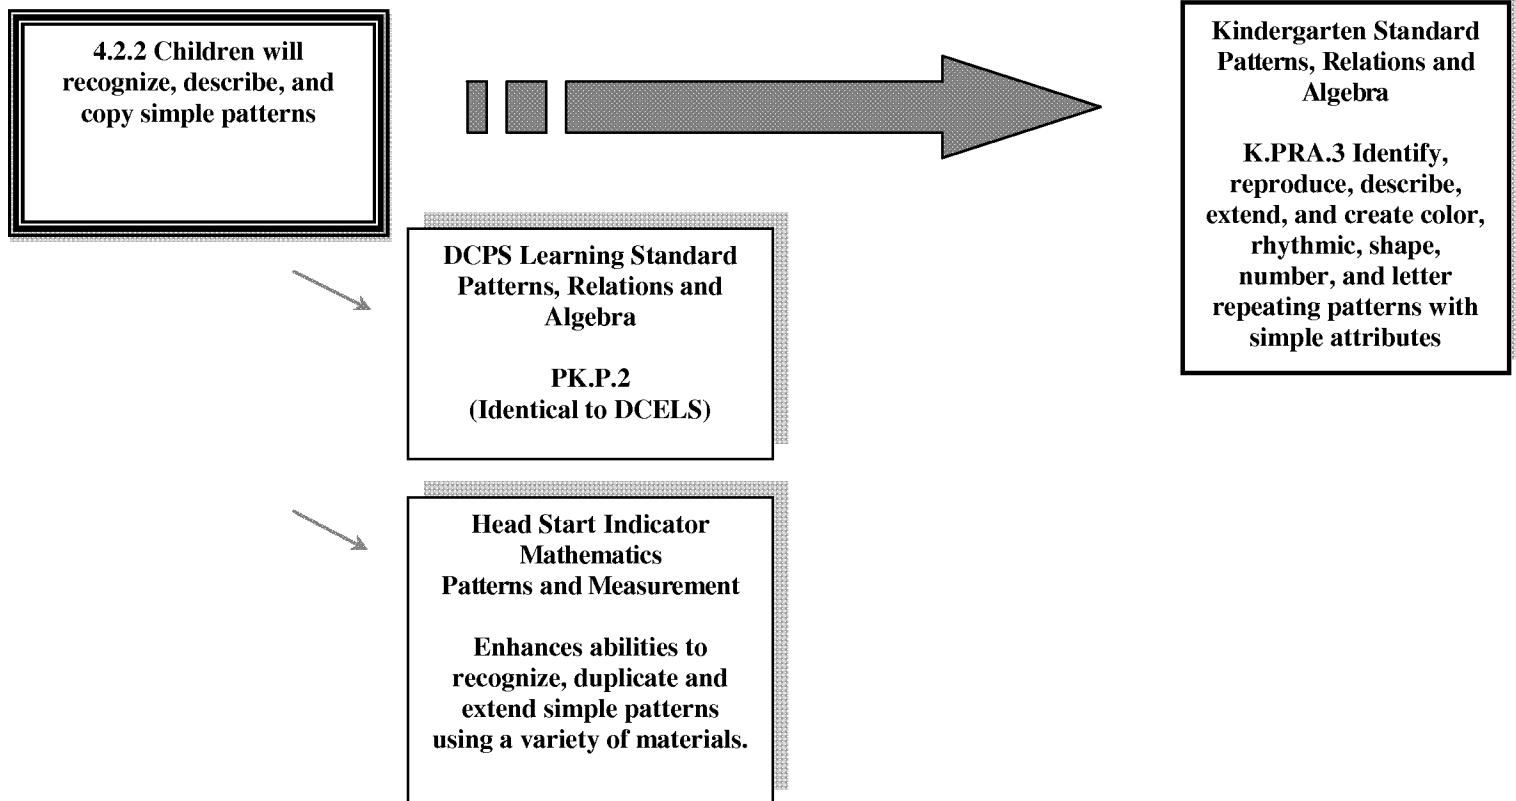 4.2.2 Children will
recognize, describe, and
copy simple patterns
Kindergarten Standard
Patterns, Relations and
Algebra
K.PRA.3 Identify,
reproduce, describe,
extend, and create color,
rhythmic, shape,
number, and letter
repeating patterns with
simple attributes
DCPS Learning Standard
Patterns, Relations and
Algebra
PK.P.2
(Identical to DCELS)
Head Start Indicator
Mathematics
Patterns and Measurement
Enhances abilities to
recognize, duplicate and
extend simple patterns
using a variety of materials.